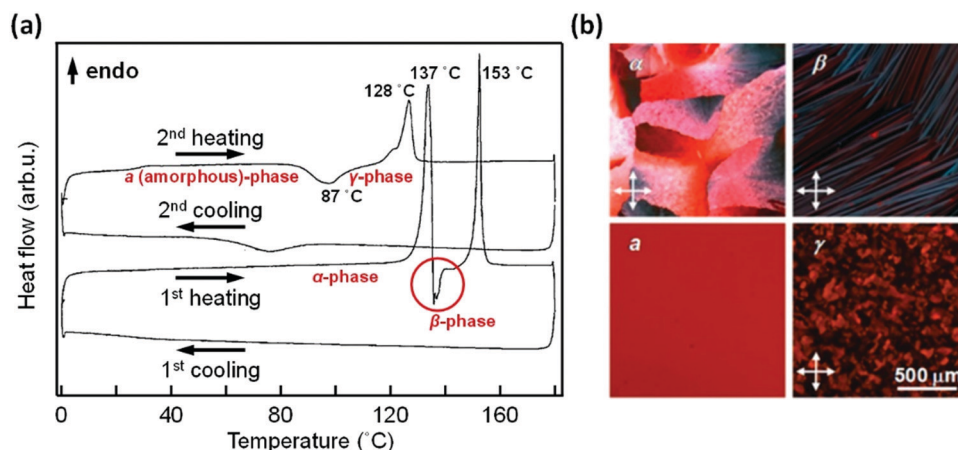 (a)
endo
137 °C
153 °C
128 °C
2nd heating
a (amorphous)-phase
γ-phase
87 °C
2nd cooling
α-phase
1st heating
β-phase
1st cooling
Heat flow (arb.u.)
0
40
80
120
160
Temperature (°C)
(b)
α
β
a
γ
500 µm